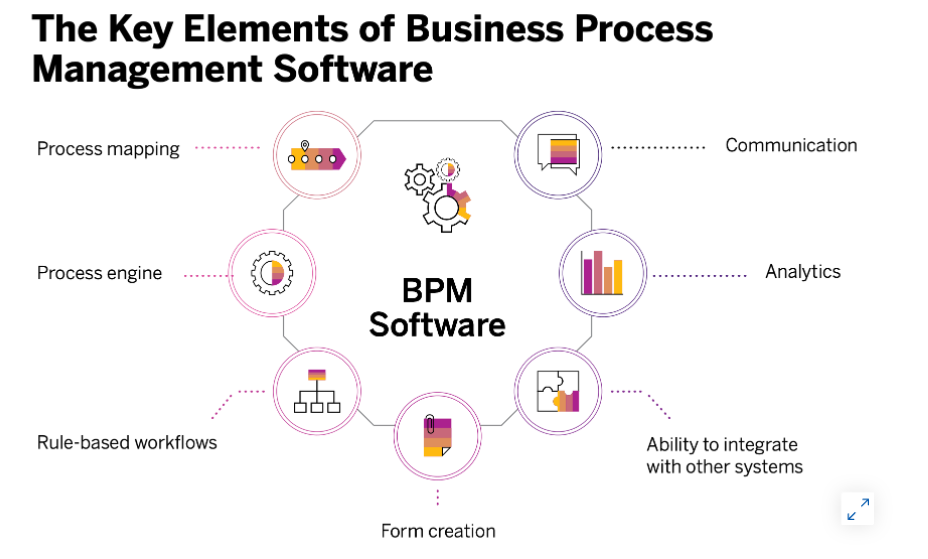 The Key Elements of Business Process
Management Software
Process mapping
Communication
Process engine
Analytics
BPM
Software
Rule-based workflows
Ability to integrate
with other systems
Form creation